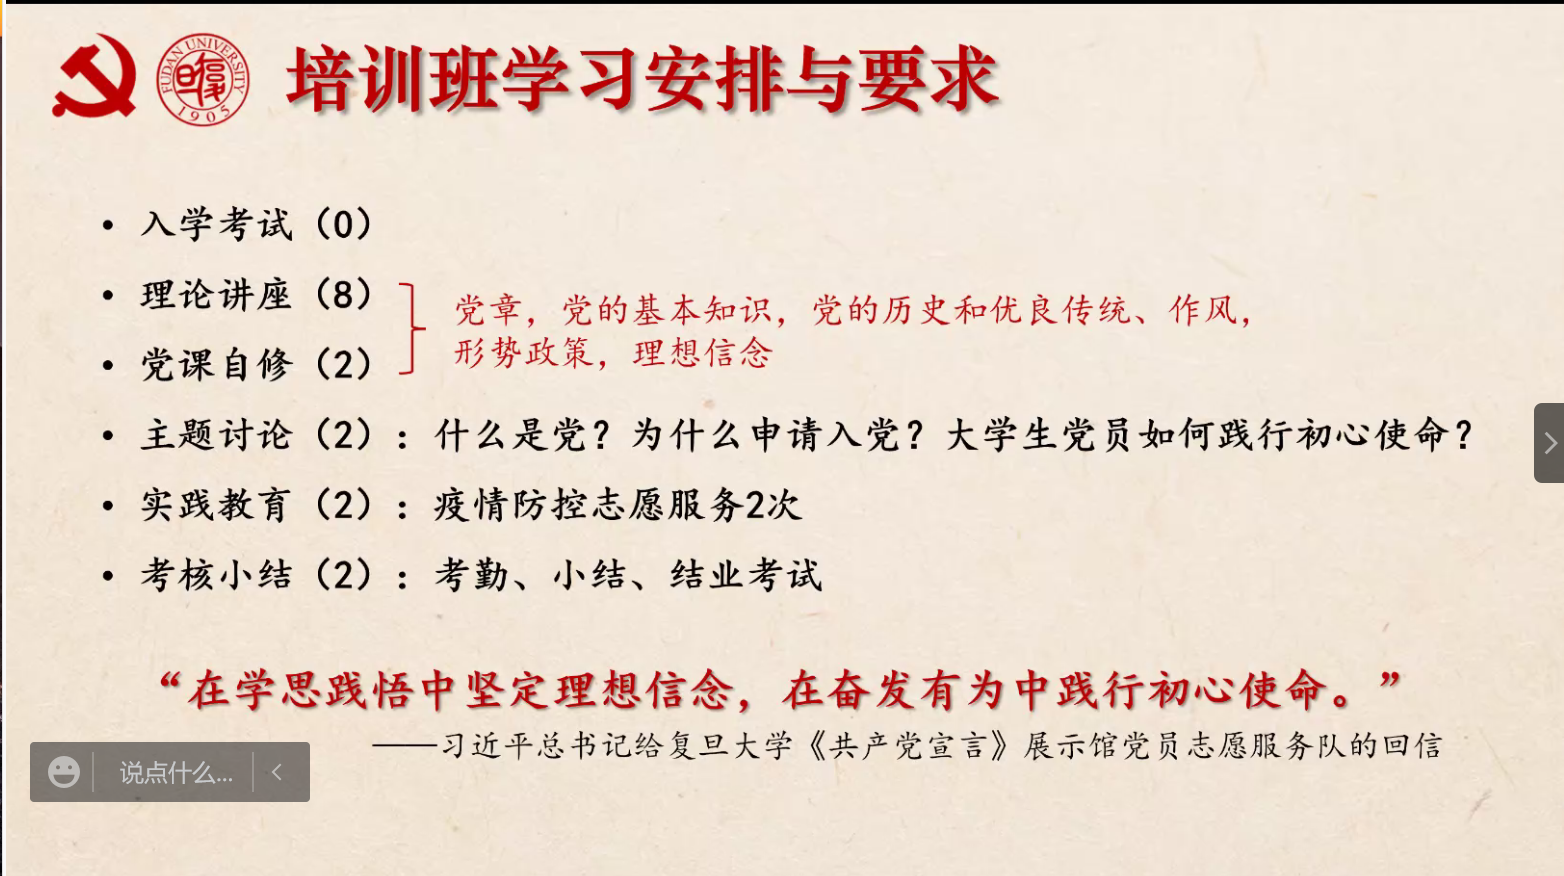 FUDAN UNIVERSITY
1905
培训班学习安排与要求
• 入学考试（0）
• 理论讲座（8）
• 党课自修（2）
党章，党的基本知识，党的历史和优良传统、作风，
形势政策，理想信念
• 主题讨论（2）：什么是党？为什么申请入党？大学生党员如何践行初心使命？
• 实践教育（2）：疫情防控志愿服务2次
• 考核小结（2）：考勤、小结、结业考试
“在学思践悟中坚定理想信念，在奋发有为中践行初心使命。”
——习近平总书记给复旦大学《共产党宣言》展示馆党员志愿服务队的回信
说点什么...